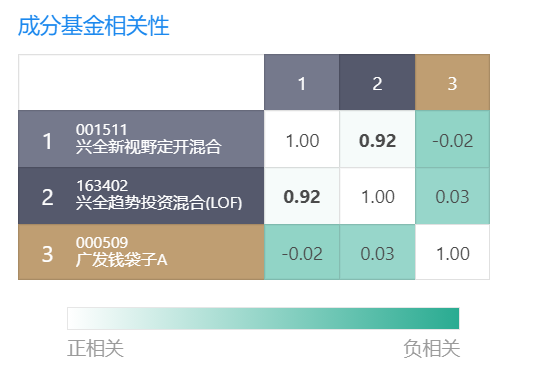 成分基金相关性
1 2 3
1 001511 1.00 0.92 -0.02
兴全新视野定开混合
2 163402 0.92 1.00 0.03
兴全趋势投资混合(LOF)
3 000509 -0.02 0.03 1.00
广发钱袋子A
正相关 负相关